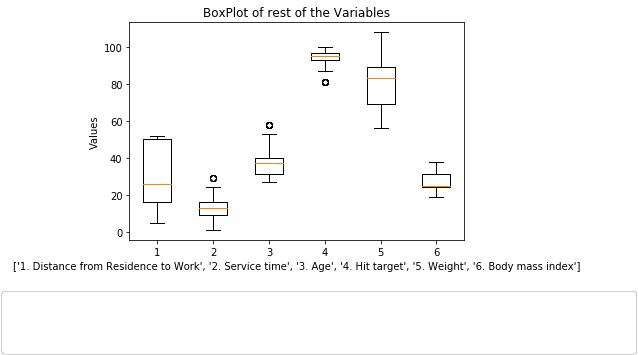 BoxPlot of rest of the Variables
100
80
60
40
20
0
Values
1 2 3 4 5 6
['1. Distance from Residence to Work', '2. Service time', '3. Age', '4. Hit target', '5. Weight', '6. Body mass index']